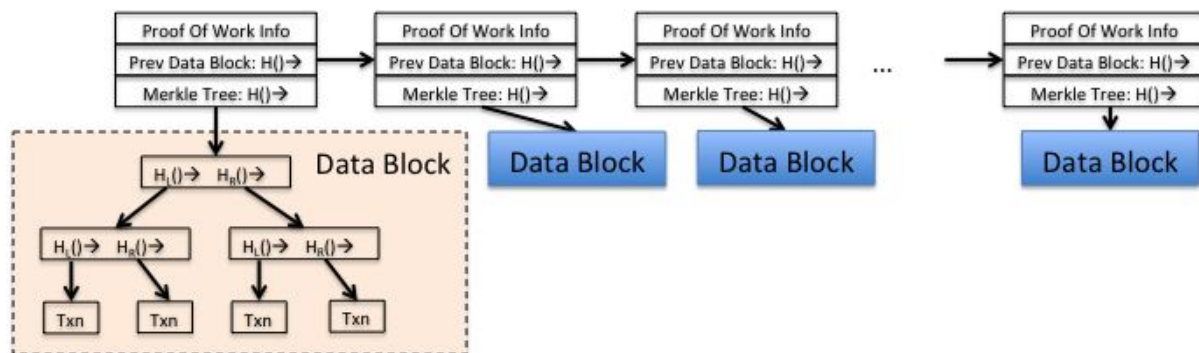 Proof Of Work Info
Prev Data Block: H()→
Merkle Tree: H()→
Proof Of Work Info
Prev Data Block: H()→
Merkle Tree: H()→
Proof Of Work Info
Prev Data Block: H()→
Merkle Tree: H()→
...
Proof Of Work Info
Prev Data Block: H()→
Merkle Tree: H()→
Data Block
H_L()→ H_R()→
H_L()→ H_R()→
H_L()→ H_R()→
Txn
Txn
Txn
Txn
Data Block
Data Block
Data Block